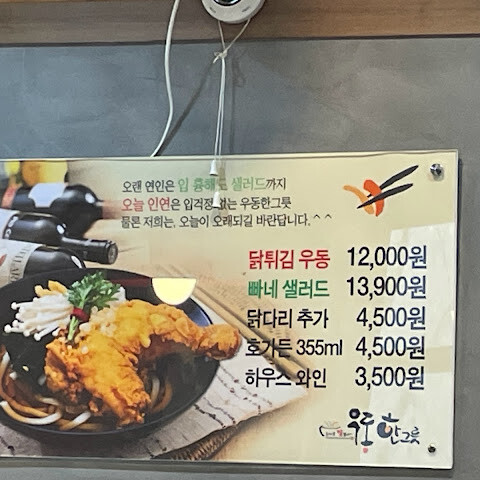 오랜 연인은 입 흉해도 샐러드까지
오늘 인연은 입걱정 없는 우동한그릇
물론 저희는, 오늘이 오래되길 바란답니다.^^
닭튀김 우동 12,000원
빠네 샐러드 13,900원
닭다리 추가 4,500원
호가든 355ml 4,500원
하우스 와인 3,500원
우동 한그릇